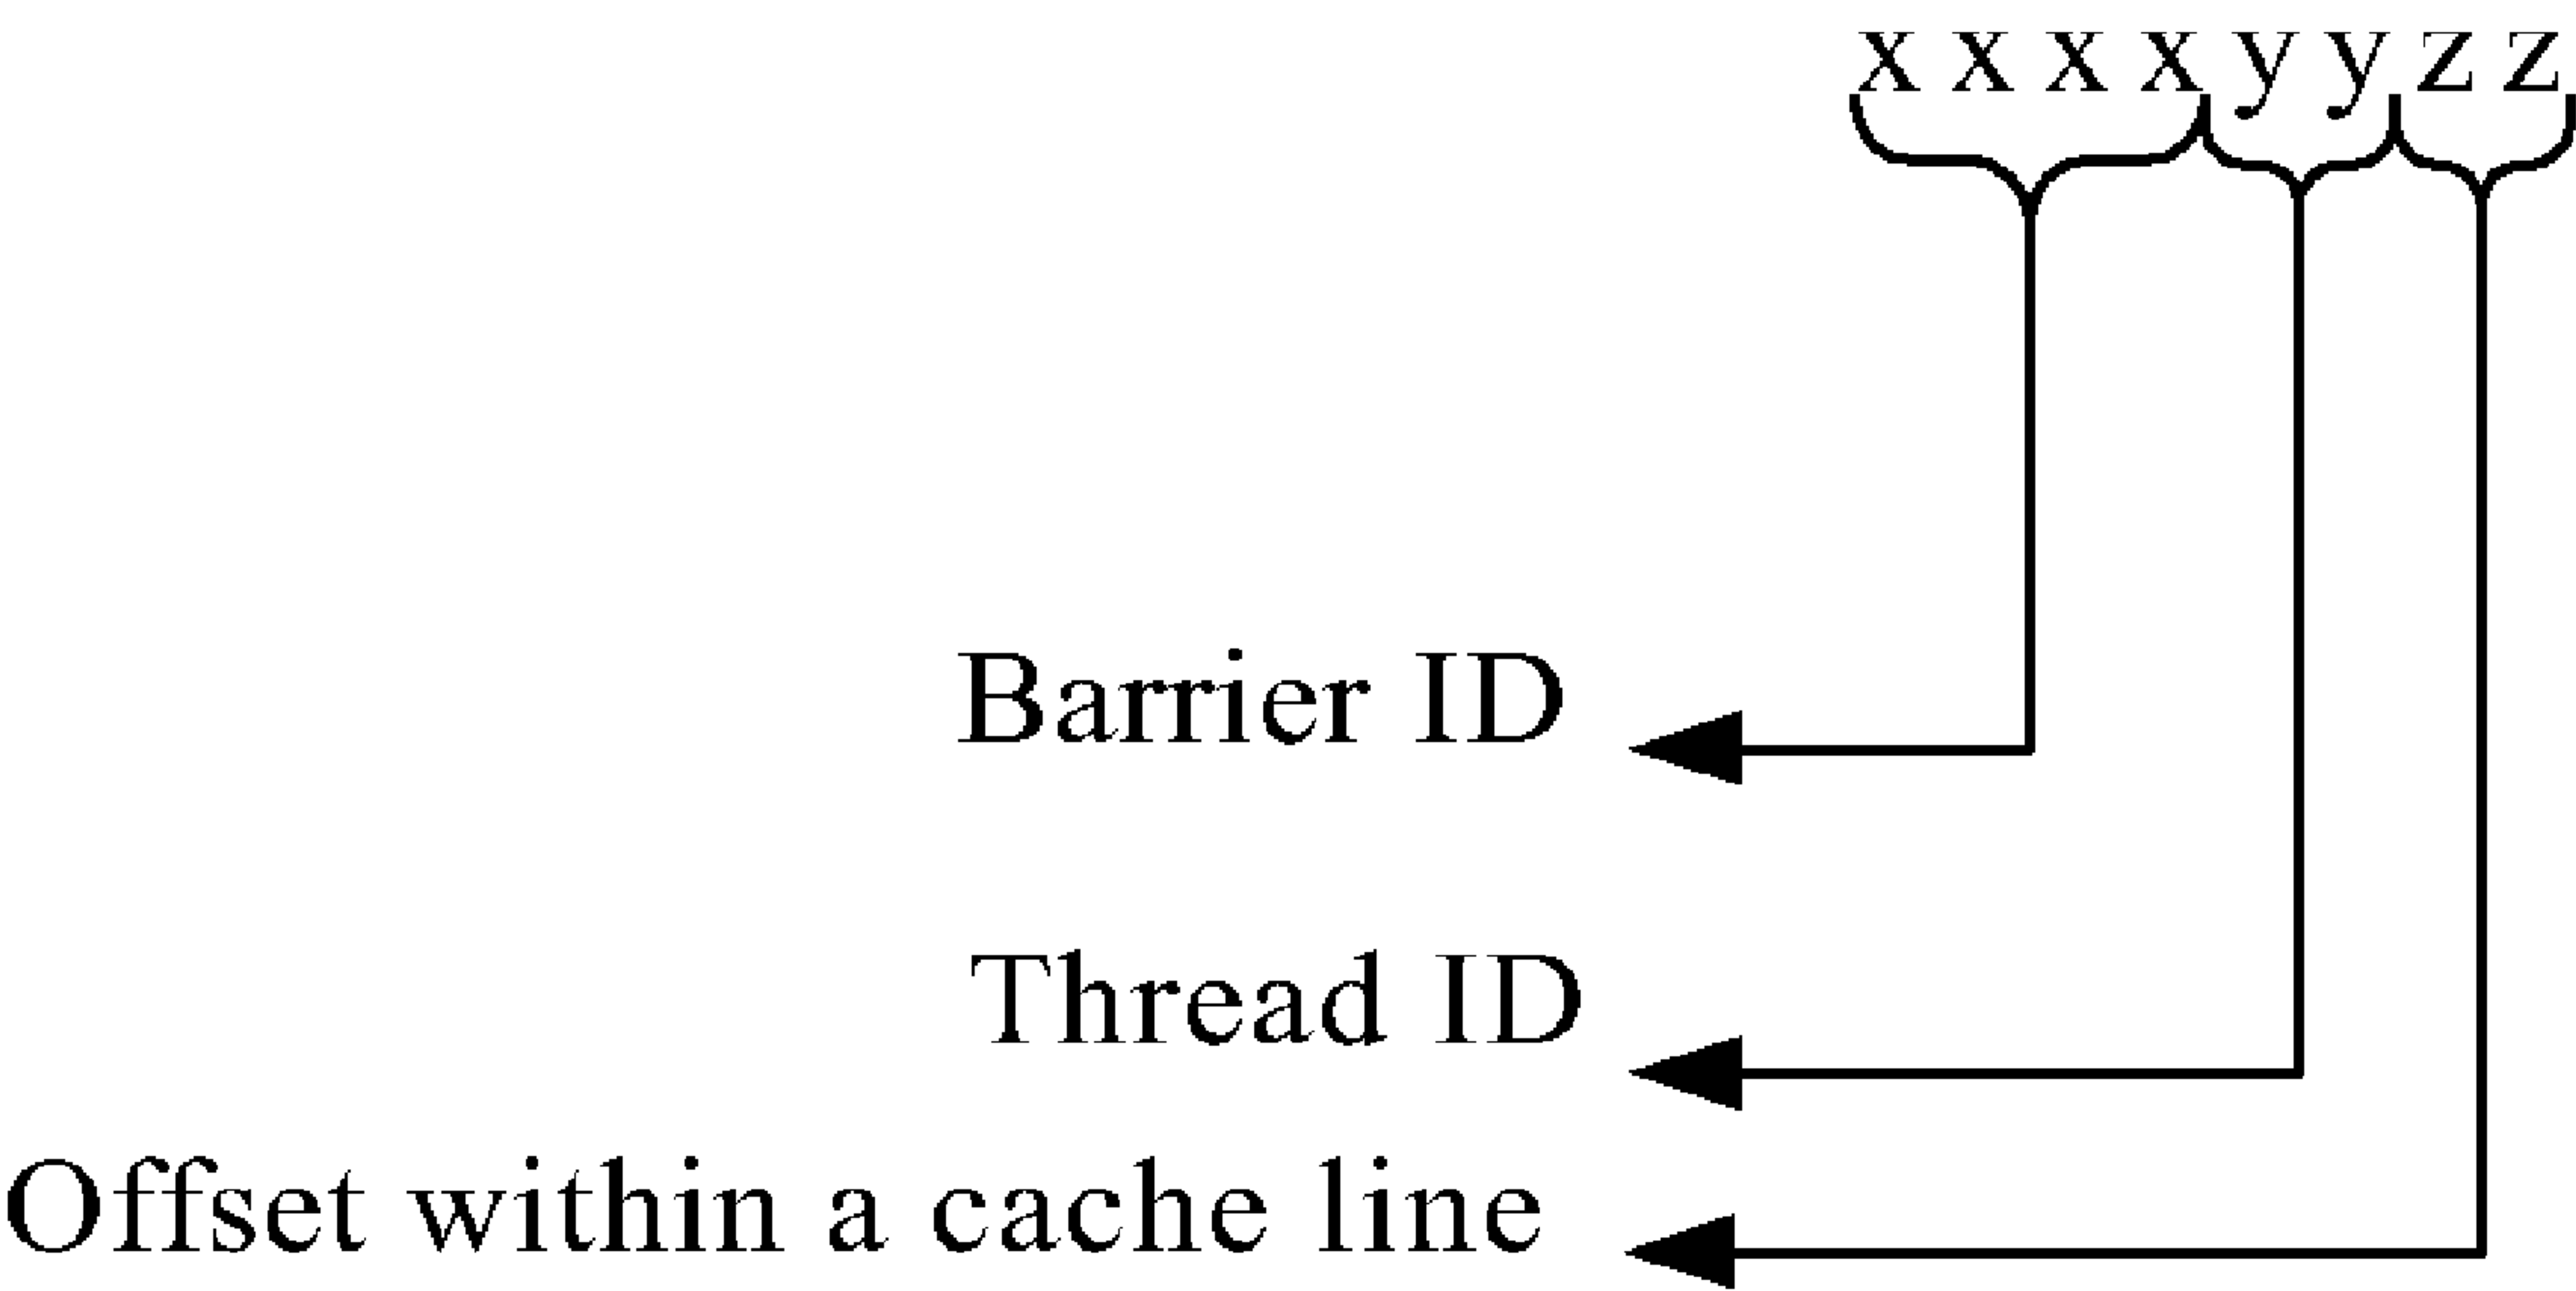 x x x x y y z z
Barrier ID
Thread ID
Offset within a cache line